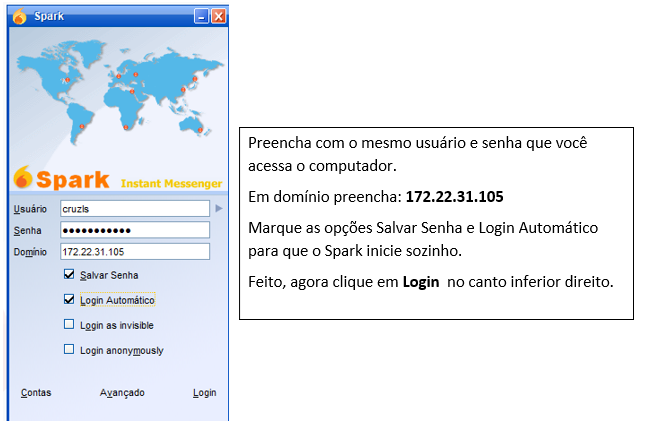 Spark
Spark Instant Messenger
Usuário cruzls
Senha •••••••••••
Domínio 172.22.31.105
Salvar Senha
Login Automático
Login as invisible
Login anonymously
Contas Avançado Login
Preencha com o mesmo usuário e senha que você
acessa o computador.
Em domínio preencha: 172.22.31.105
Marque as opções Salvar Senha e Login Automático
para que o Spark inicie sozinho.
Feito, agora clique em Login no canto inferior direito.